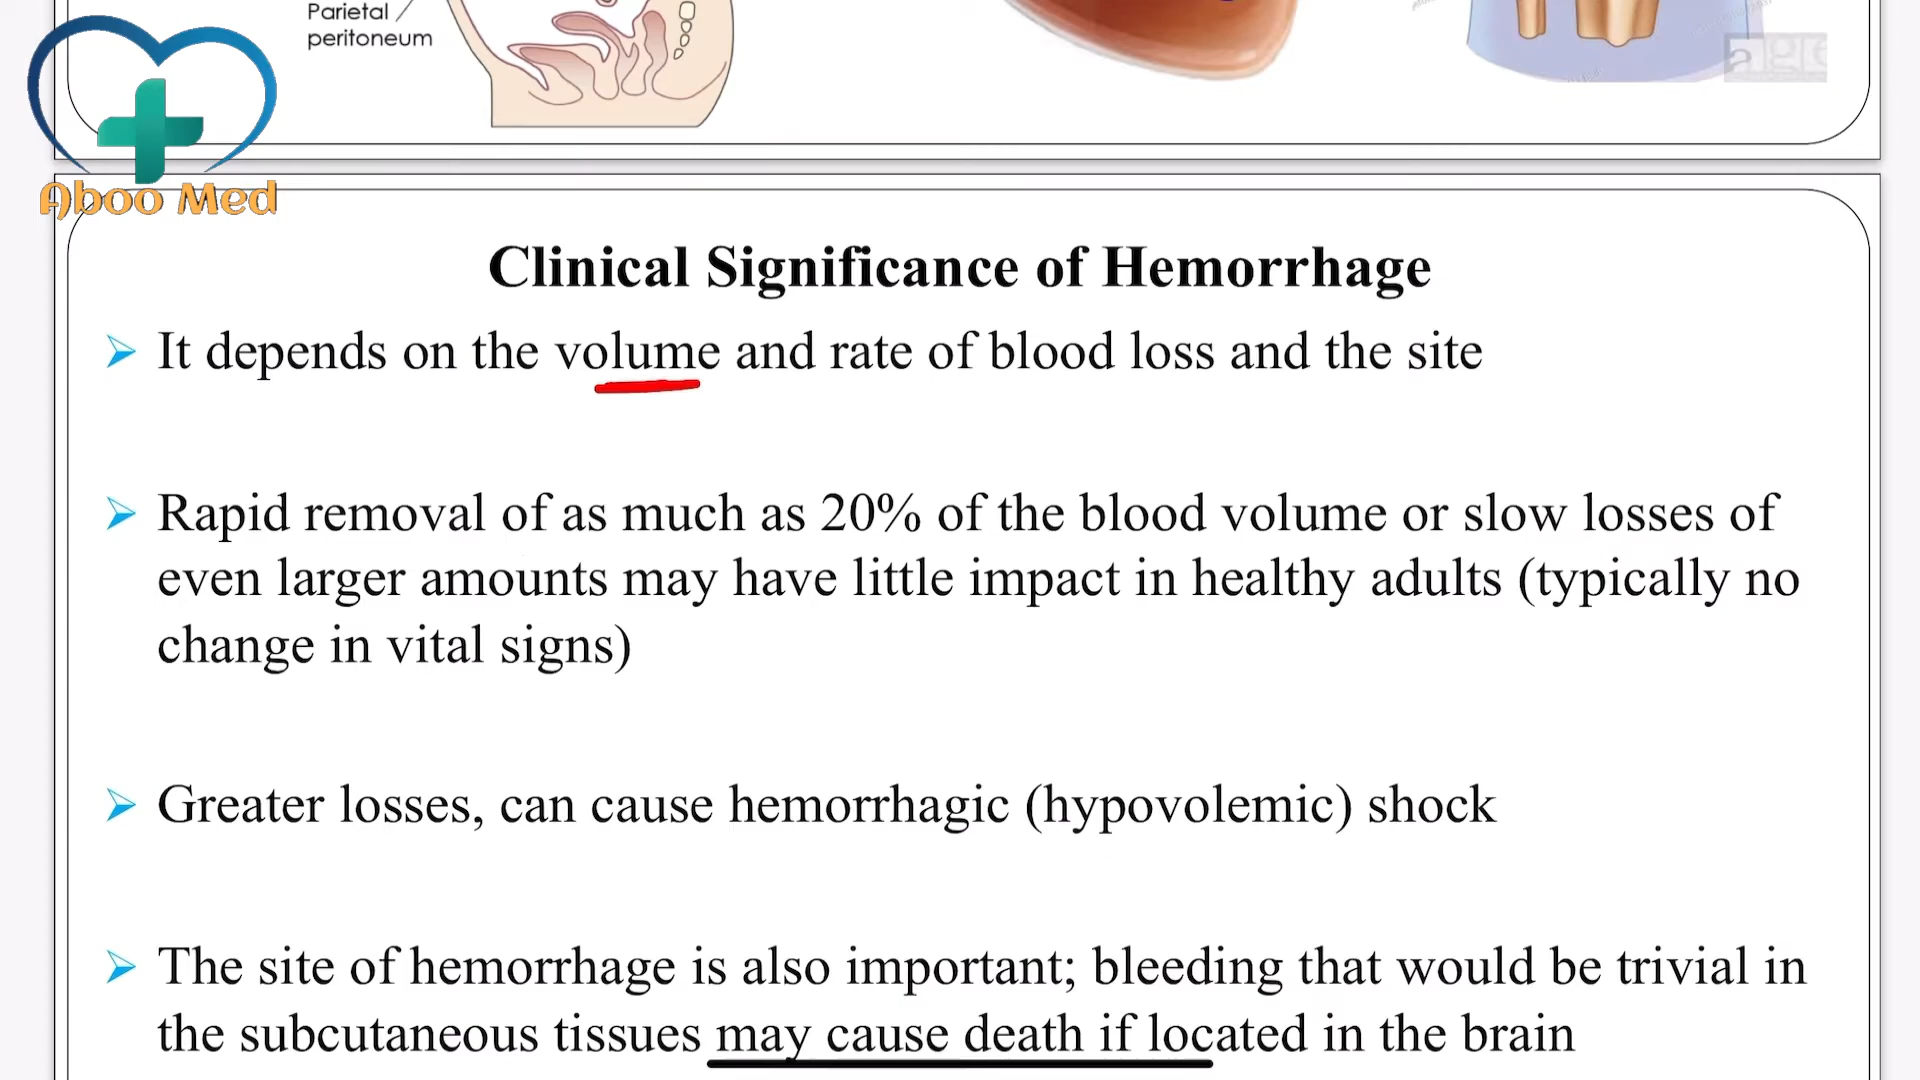 Parietal
peritoneum
Aboo Med
Clinical Significance of Hemorrhage
It depends on the volume and rate of blood loss and the site
Rapid removal of as much as 20% of the blood volume or slow losses of
even larger amounts may have little impact in healthy adults (typically no
change in vital signs)
Greater losses, can cause hemorrhagic (hypovolemic) shock
The site of hemorrhage is also important; bleeding that would be trivial in
the subcutaneous tissues may cause death if located in the brain